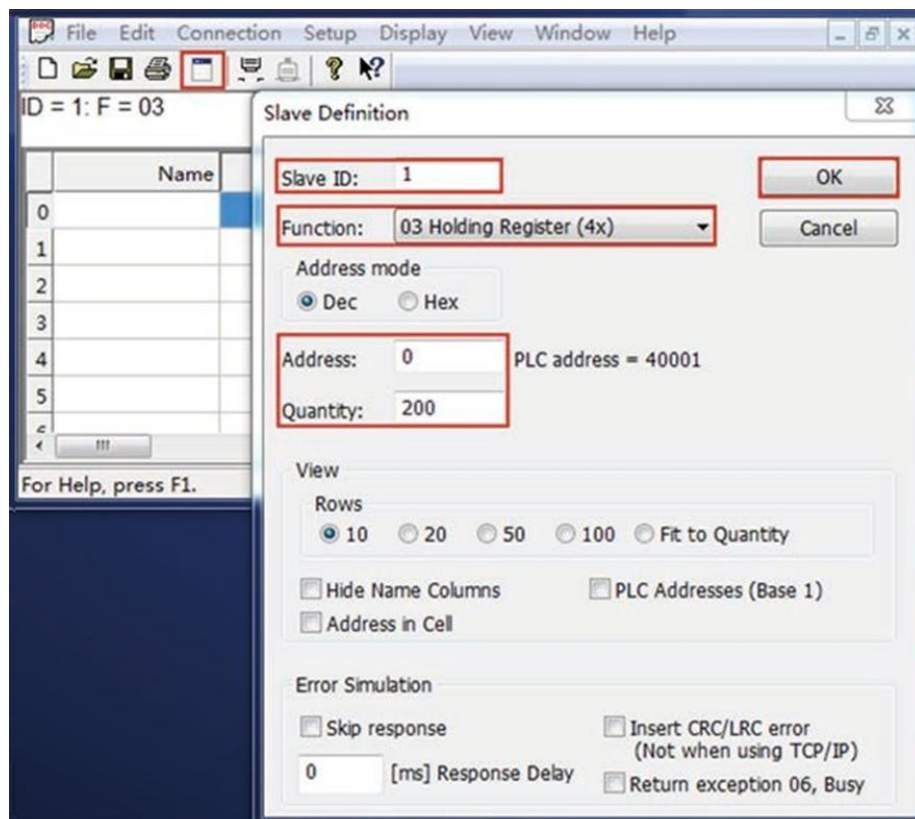 File Edit Connection Setup Display View Window Help
ID = 1: F = 03
Name
0
1
2
3
4
5
For Help, press F1.
Slave Definition
Slave ID: 1
OK
Function: 03 Holding Register (4x)
Cancel
Address mode
Dec Hex
Address: 0 PLC address = 40001
Quantity: 200
View
Rows
10 20 50 100 Fit to Quantity
Hide Name Columns PLC Addresses (Base 1)
Address in Cell
Error Simulation
Skip response Insert CRC/LRC error
(Not when using TCP/IP)
0 [ms] Response Delay
Return exception 06, Busy